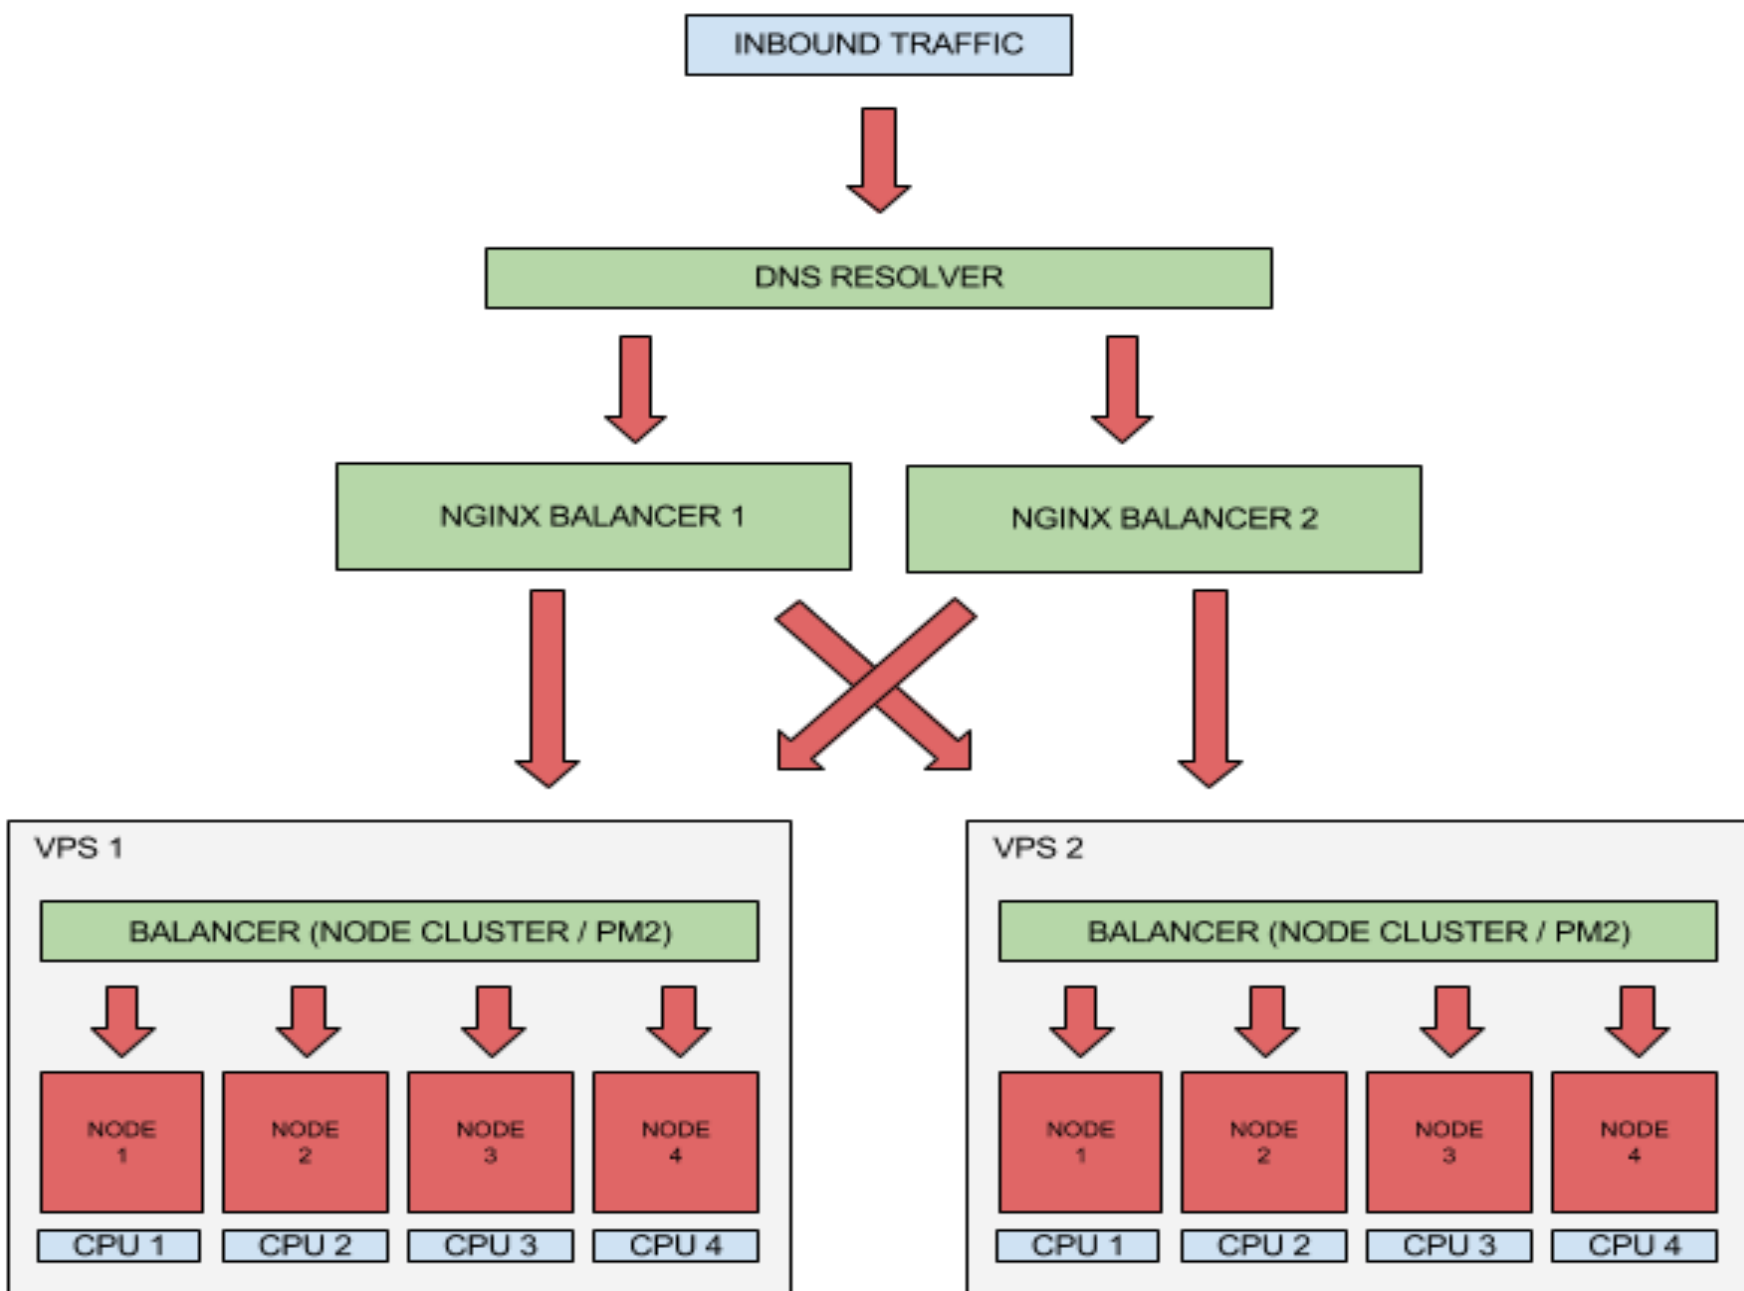 INBOUND TRAFFIC
DNS RESOLVER
NGINX BALANCER 1
NGINX BALANCER 2
VPS 1
BALANCER (NODE CLUSTER / PM2)
NODE
1
NODE
2
NODE
3
NODE
4
CPU 1
CPU 2
CPU 3
CPU 4
VPS 2
BALANCER (NODE CLUSTER / PM2)
NODE
1
NODE
2
NODE
3
NODE
4
CPU 1
CPU 2
CPU 3
CPU 4